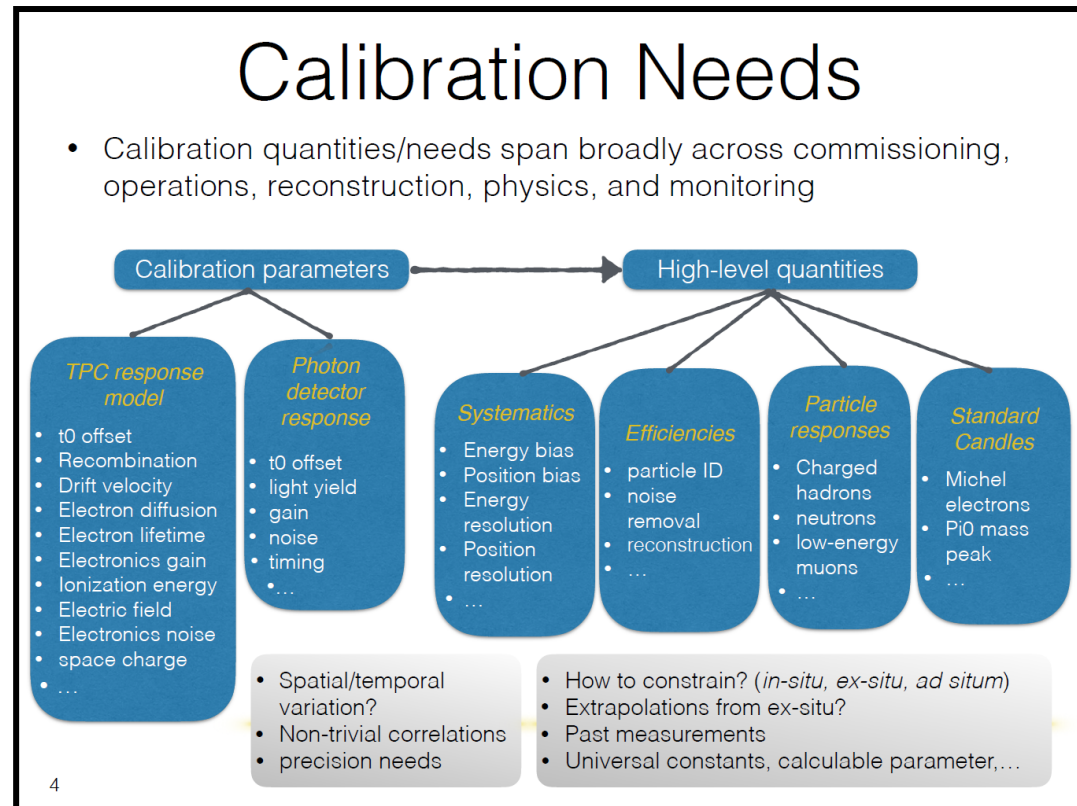 Calibration Needs
• Calibration quantities/needs span broadly across commissioning,
operations, reconstruction, physics, and monitoring
Calibration parameters
High-level quantities
TPC response
model
• t0 offset
• Recombination
• Drift velocity
• Electron diffusion
• Electron lifetime
• Electronics gain
• Ionization energy
• Electric field
• Electronics noise
• space charge
• ...
Photon
detector
response
• t0 offset
• light yield
• gain
• noise
• timing
•...
Systematics
• Energy bias
• Position bias
• Energy
resolution
• Position
resolution
• ...
Efficiencies
• particle ID
• noise
removal
• reconstruction
• ...
Particle
responses
• Charged
hadrons
• neutrons
• low-energy
muons
• ...
Standard
Candles
• Michel
electrons
• Pi0 mass
peak
• ...
• Spatial/temporal
variation?
• Non-trivial correlations
• precision needs
• How to constrain? (in-situ, ex-situ, ad situm)
• Extrapolations from ex-situ?
• Past measurements
• Universal constants, calculable parameter,...
4